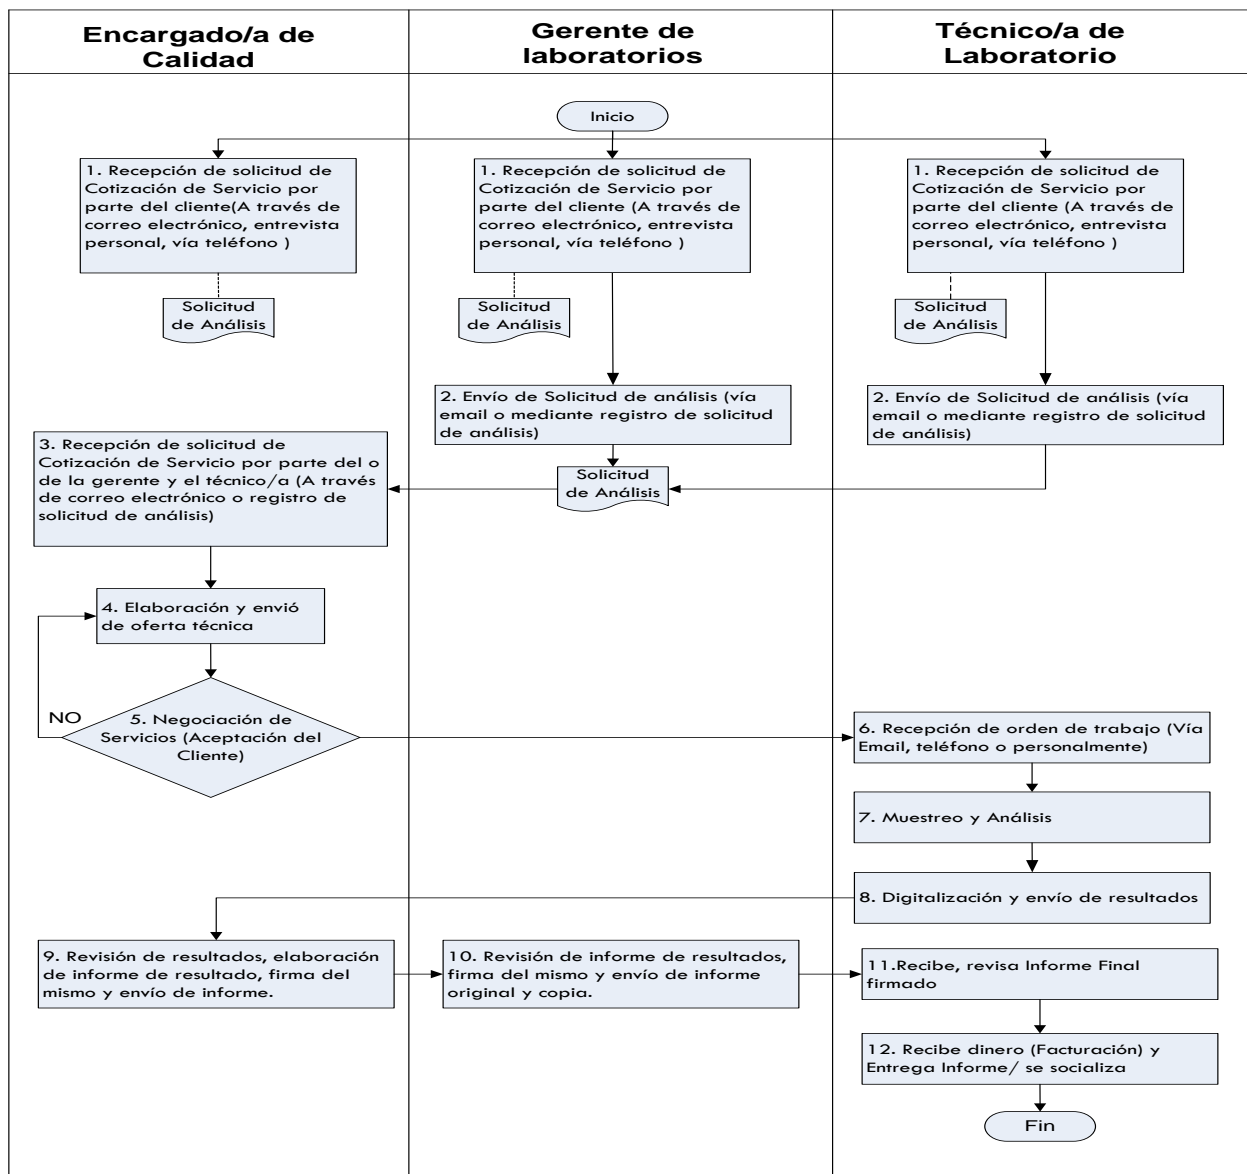 Encargado/a de
Calidad
Gerente de
laboratorios
Técnico/a de
Laboratorio
Inicio
1. Recepción de solicitud de
Cotización de Servicio por
parte del cliente(A través de
correo electrónico, entrevista
personal, vía teléfono )
1. Recepción de solicitud de
Cotización de Servicio por
parte del cliente (A través de
correo electrónico, entrevista
personal, vía teléfono )
1. Recepción de solicitud de
Cotización de Servicio por
parte del cliente (A través de
correo electrónico, entrevista
personal, vía teléfono )
Solicitud
de Análisis
Solicitud
de Análisis
Solicitud
de Análisis
2. Envío de Solicitud de análisis (vía
email o mediante registro de solicitud
de análisis)
2. Envío de Solicitud de análisis (vía
email o mediante registro de solicitud
de análisis)
3. Recepción de solicitud de
Cotización de Servicio por parte del o
de la gerente y el técnico/a (A través
de correo electrónico o registro de
solicitud de análisis)
Solicitud
de Análisis
4. Elaboración y envió
de oferta técnica
NO
5. Negociación de
Servicios (Aceptación del
Cliente)
6. Recepción de orden de trabajo (Vía
Email, teléfono o personalmente)
7. Muestreo y Análisis
8. Digitalización y envío de resultados
9. Revisión de resultados, elaboración
de informe de resultado, firma del
mismo y envío de informe.
10. Revisión de informe de resultados,
firma del mismo y envío de informe
original y copia.
11.Recibe, revisa Informe Final
firmado
12. Recibe dinero (Facturación) y
Entrega Informe/ se socializa
Fin